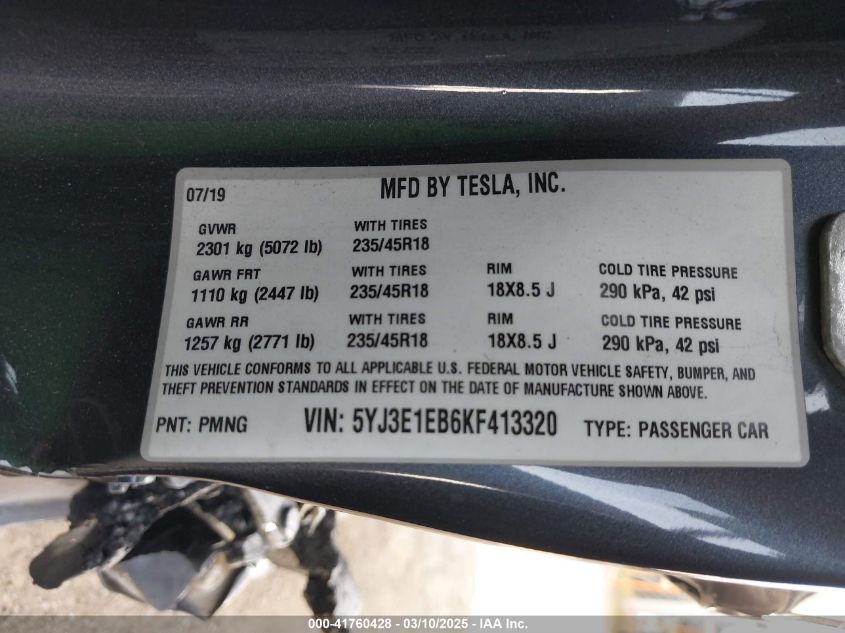 07/19 MFD BY TESLA, INC.
GVWR WITH TIRES
2301 kg (5072 lb) 235/45R18
GAWR FRT WITH TIRES RIM COLD TIRE PRESSURE
1110 kg (2447 lb) 235/45R18 18X8.5 J 290 kPa, 42 psi
GAWR RR WITH TIRES RIM COLD TIRE PRESSURE
1257 kg (2771 lb) 235/45R18 18X8.5 J 290 kPa, 42 psi
THIS VEHICLE CONFORMS TO ALL APPLICABLE U.S. FEDERAL MOTOR VEHICLE SAFETY, BUMPER, AND
THEFT PREVENTION STANDARDS IN EFFECT ON THE DATE OF MANUFACTURE SHOWN ABOVE.
PNT: PMNG VIN: 5YJ3E1EB6KF413320 TYPE: PASSENGER CAR
000-41760428 - 03/10/2025 - IAA Inc.